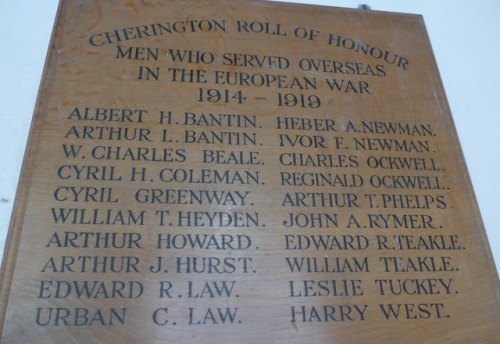 CHERINGTON ROLL OF HONOUR
MEN WHO SERVED OVERSEAS
IN THE EUROPEAN WAR
1914 – 1919
ALBERT H. BANTIN.
ARTHUR L. BANTIN.
W. CHARLES BEALE.
CYRIL H. COLEMAN.
CYRIL GREENWAY.
WILLIAM T. HEYDEN.
ARTHUR HOWARD.
ARTHUR J. HURST.
EDWARD R. LAW.
URBAN C. LAW.
HEBER A. NEWMAN.
IVOR F. NEWMAN.
CHARLES OCKWELL.
REGINALD OCKWELL.
ARTHUR T. PHELPS.
JOHN A. RYMER.
EDWARD R. TEAKLE.
WILLIAM TEAKLE.
LESLIE TUCKEY.
HARRY WEST.